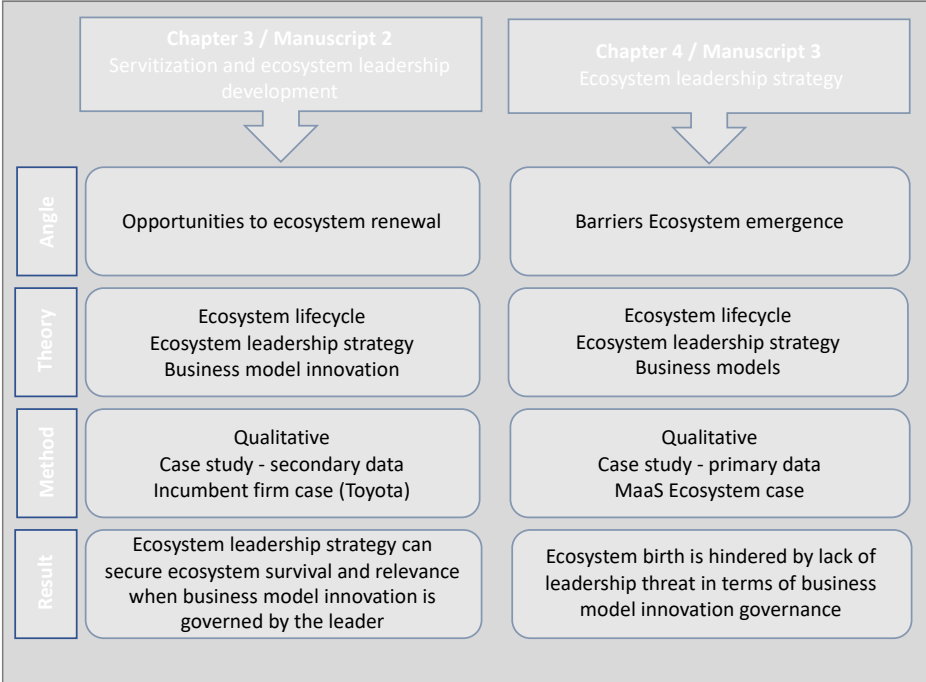 Chapter 3 / Manuscript 2
Servitization and ecosystem leadership
development
Chapter 4 / Manuscript 3
Ecosystem leadership strategy
Angle
Opportunities to ecosystem renewal
Barriers Ecosystem emergence
Theory
Ecosystem lifecycle
Ecosystem leadership strategy
Business model innovation
Ecosystem lifecycle
Ecosystem leadership strategy
Business models
Method
Qualitative
Case study - secondary data
Incumbent firm case (Toyota)
Qualitative
Case study - primary data
MaaS Ecosystem case
Result
Ecosystem leadership strategy can
secure ecosystem survival and relevance
when business model innovation is
governed by the leader
Ecosystem birth is hindered by lack of
leadership threat in terms of business
model innovation governance